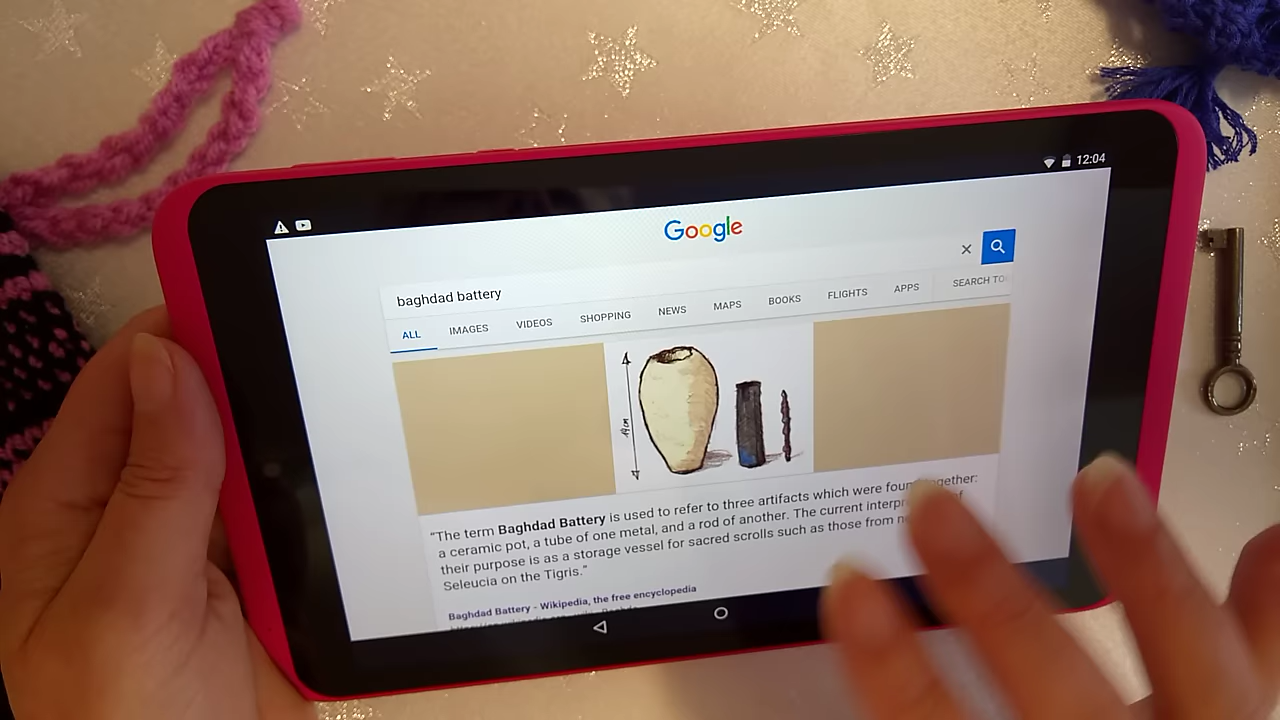 12:04
Google
baghdad battery
ALL IMAGES VIDEOS SHOPPING NEWS MAPS BOOKS FLIGHTS APPS SEARCH TO
"The term Baghdad Battery is used to refer to three artifacts which were found together:
a ceramic pot, a tube of one metal, and a rod of another. The current of
their purpose is as a storage vessel for sacred scrolls such as those from
Seleucia on the Tigris."
Baghdad Battery - Wikipedia, the free encyclopedia